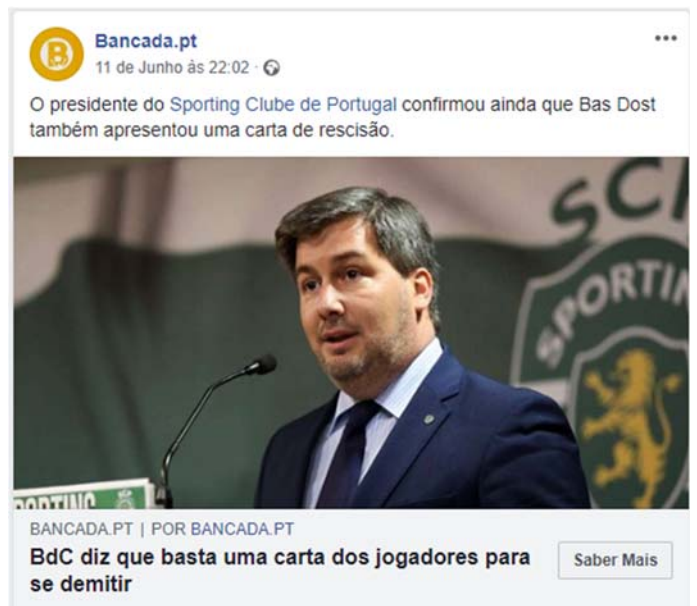 Bancada.pt
11 de Junho às 22:02 ·
O presidente do Sporting Clube de Portugal confirmou ainda que Bas Dost
também apresentou uma carta de rescisão.
SC
SPORTIN
SPORTING
BANCADA.PT | POR BANCADA.PT
BdC diz que basta uma carta dos jogadores para
se demitir
Saber Mais